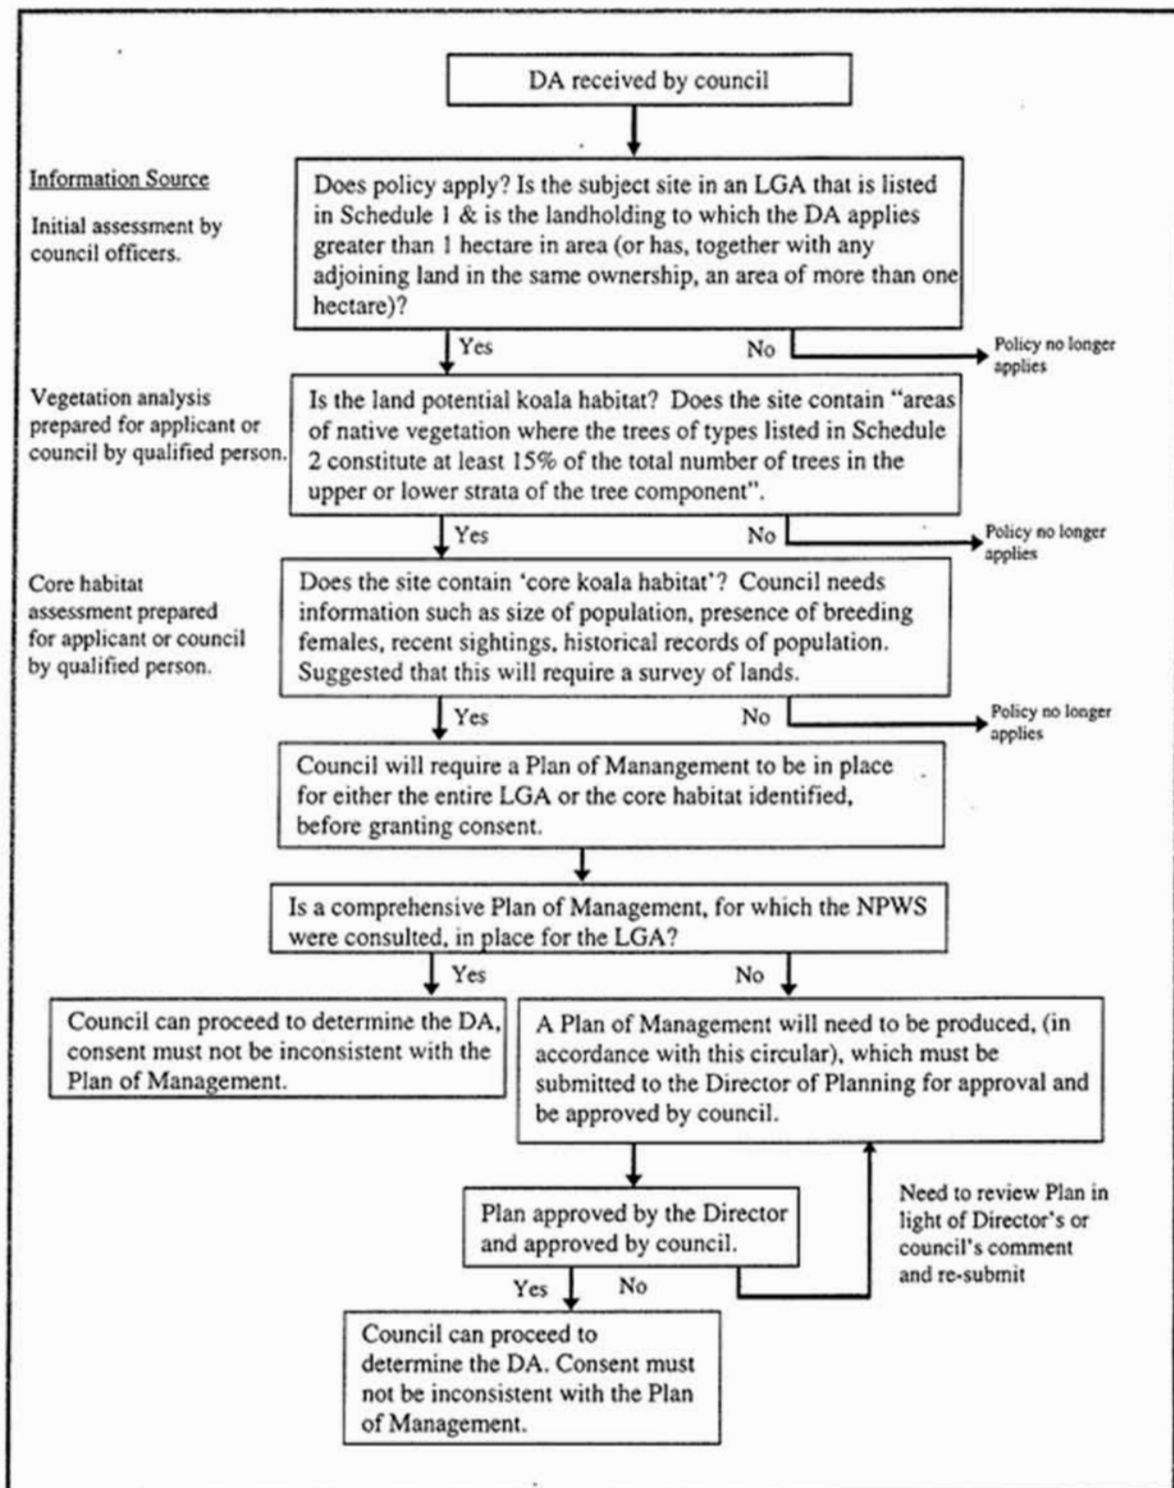 DA received by council
Information Source
Initial assessment by
council officers.
Does policy apply? Is the subject site in an LGA that is listed
in Schedule 1 & is the landholding to which the DA applies
greater than 1 hectare in area (or has, together with any
adjoining land in the same ownership, an area of more than one
hectare)?
Yes
No
Policy no longer
applies
Vegetation analysis
prepared for applicant or
council by qualified person.
Is the land potential koala habitat? Does the site contain “areas
of native vegetation where the trees of types listed in Schedule
2 constitute at least 15% of the total number of trees in the
upper or lower strata of the tree component”.
Yes
No
Policy no longer
applies
Core habitat
assessment prepared
for applicant or council
by qualified person.
Does the site contain ‘core koala habitat’? Council needs
information such as size of population, presence of breeding
females, recent sightings, historical records of population.
Suggested that this will require a survey of lands.
Yes
No
Policy no longer
applies
Council will require a Plan of Manangement to be in place
for either the entire LGA or the core habitat identified,
before granting consent.
Is a comprehensive Plan of Management, for which the NPWS
were consulted, in place for the LGA?
Yes
No
Council can proceed to determine the DA,
consent must not be inconsistent with the
Plan of Management.
A Plan of Management will need to be produced, (in
accordance with this circular), which must be
submitted to the Director of Planning for approval and
be approved by council.
Plan approved by the Director
and approved by council.
Need to review Plan in
light of Director's or
council's comment
and re-submit
Yes
No
Council can proceed to
determine the DA. Consent must
not be inconsistent with the Plan
of Management.